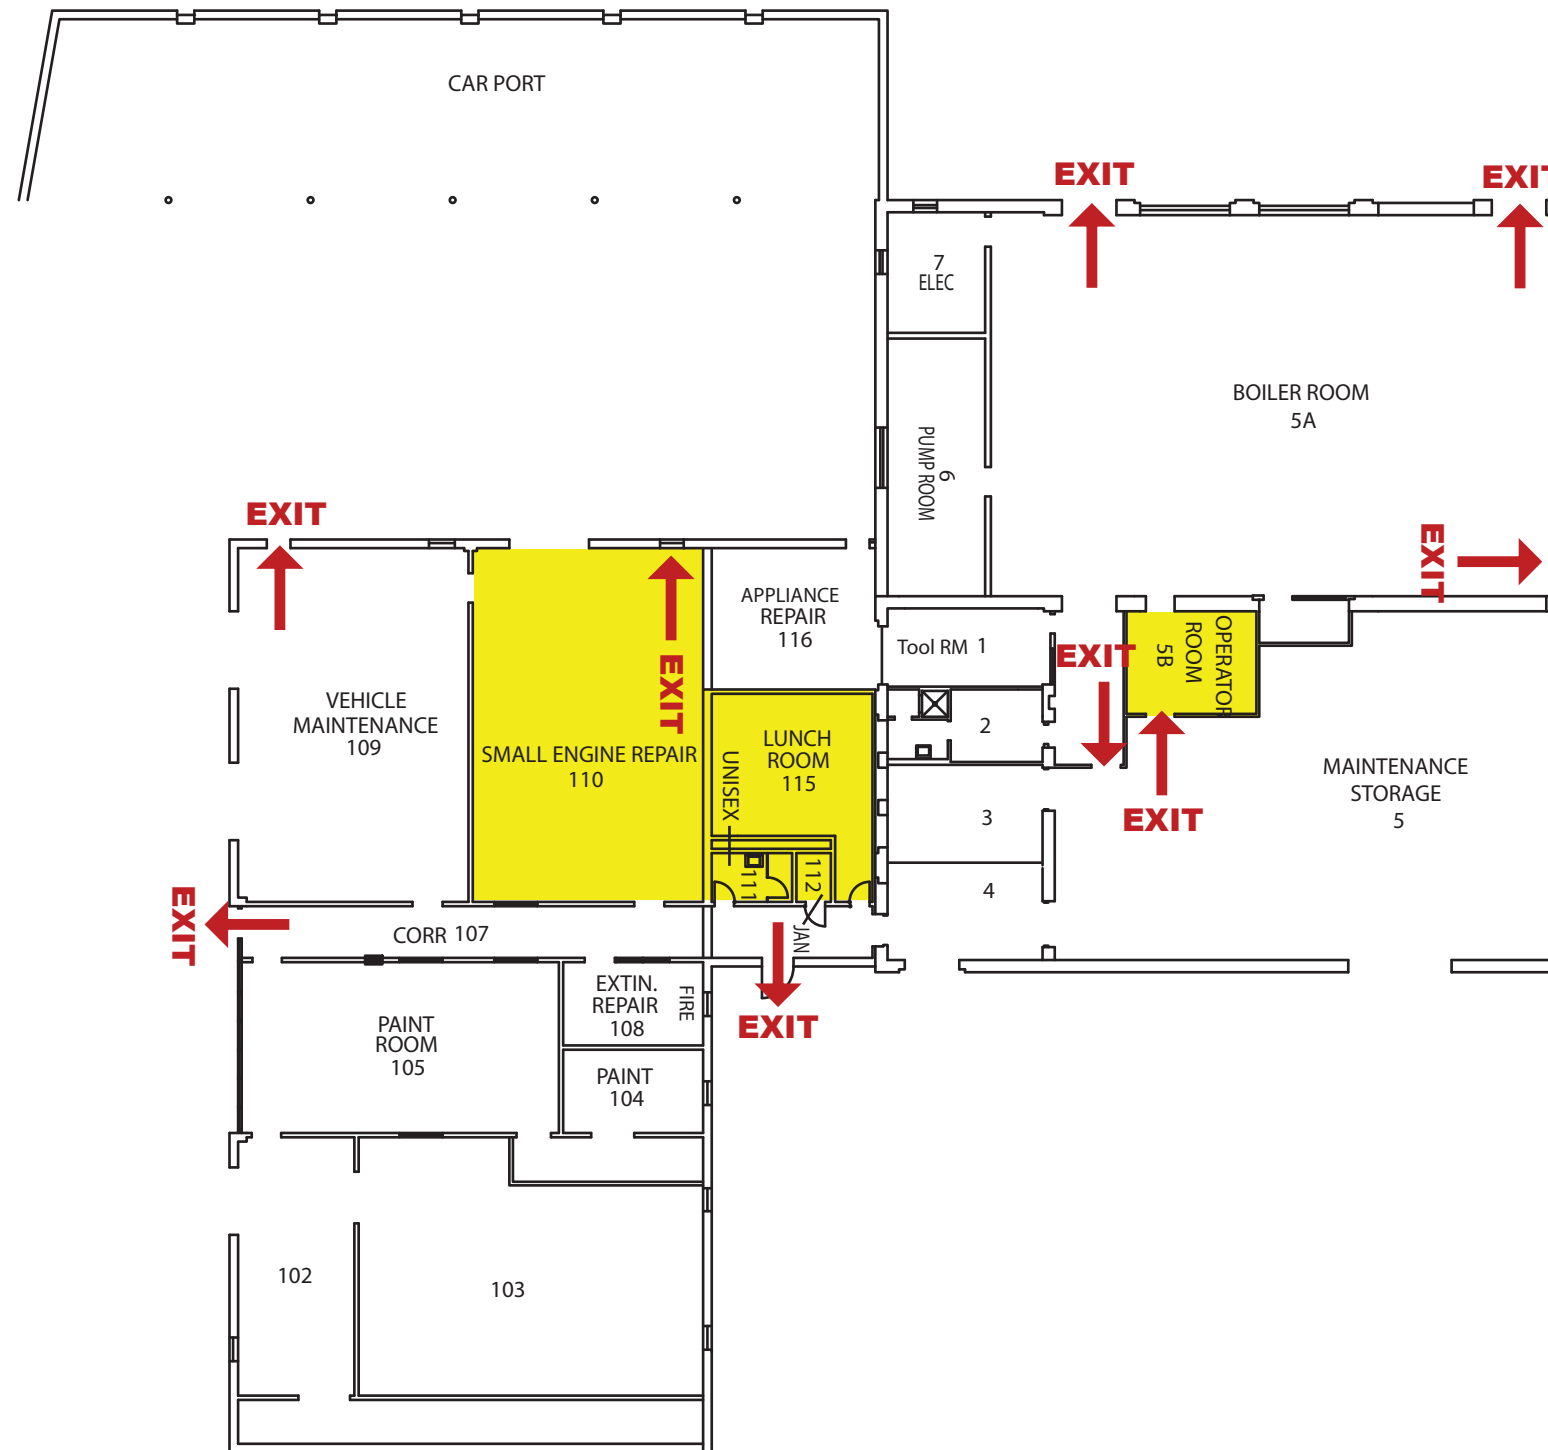 CAR PORT
EXIT
EXIT
7
ELEC
BOILER ROOM
5A
6
PUMP ROOM
EXIT
EXIT
APPLIANCE
REPAIR
116
Tool RM 1
EXIT
OPERATOR
ROOM
5B
EXIT
VEHICLE
MAINTENANCE
109
SMALL ENGINE REPAIR
110
UNISEX
LUNCH
ROOM
115
2
3
4
EXIT
MAINTENANCE
STORAGE
5
111
112
JAN
EXIT
CORR 107
EXIT
PAINT
ROOM
105
FIRE
EXTIN.
REPAIR
108
PAINT
104
102
103